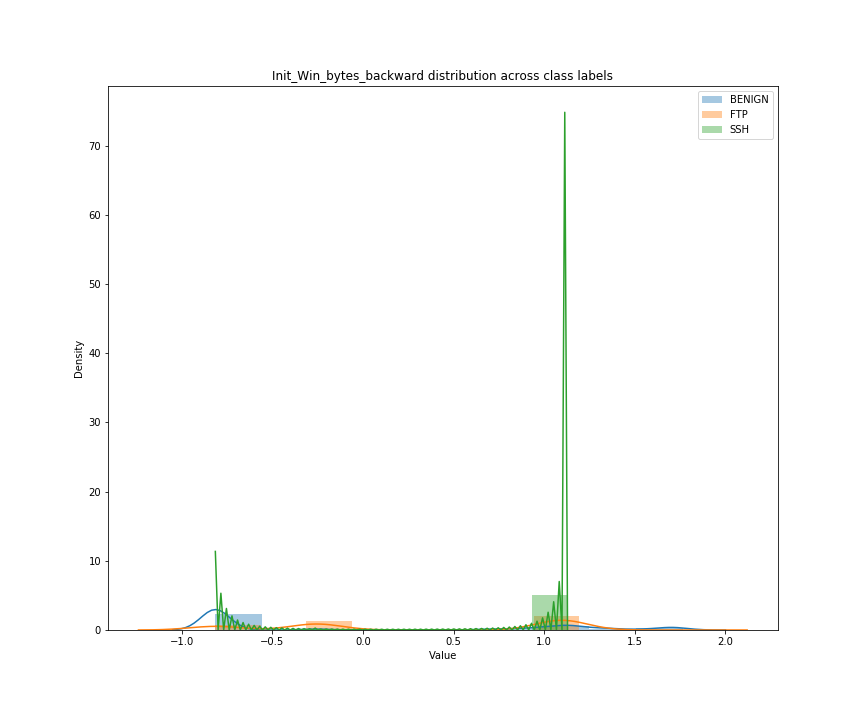 Init_Win_bytes_backward distribution across class labels
BENIGN
FTP
SSH
70
60
50
40
30
20
10
0
Density
−1.0
−0.5
0.0
0.5
1.0
1.5
2.0
Value